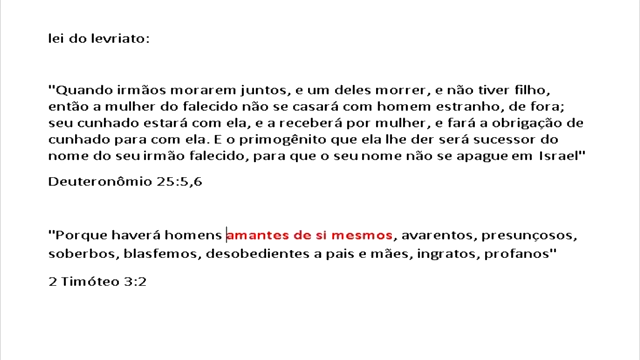 lei do levriato:
"Quando irmãos morarem juntos, e um deles morrer, e não tiver filho,
então a mulher do falecido não se casará com homem estranho, de fora;
seu cunhado estará com ela, e a receberá por mulher, e fará a obrigação de
cunhado para com ela. E o primogênito que ela lhe der será sucessor do
nome do seu irmão falecido, para que o seu nome não se apague em Israel"
Deuteronômio 25:5,6
"Porque haverá homens amantes de si mesmos, avarentos, presunçosos,
soberbos, blasfemos, desobedientes a pais e mães, ingratos, profanos"
2 Timóteo 3:2